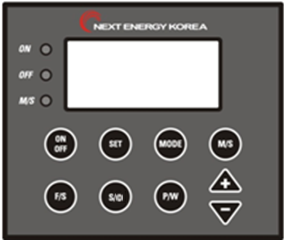 NEXT ENERGY KOREA
ON
OFF
M/S
ON
OFF
SET
MODE
M/S
F/S
S/O
P/W
+
−